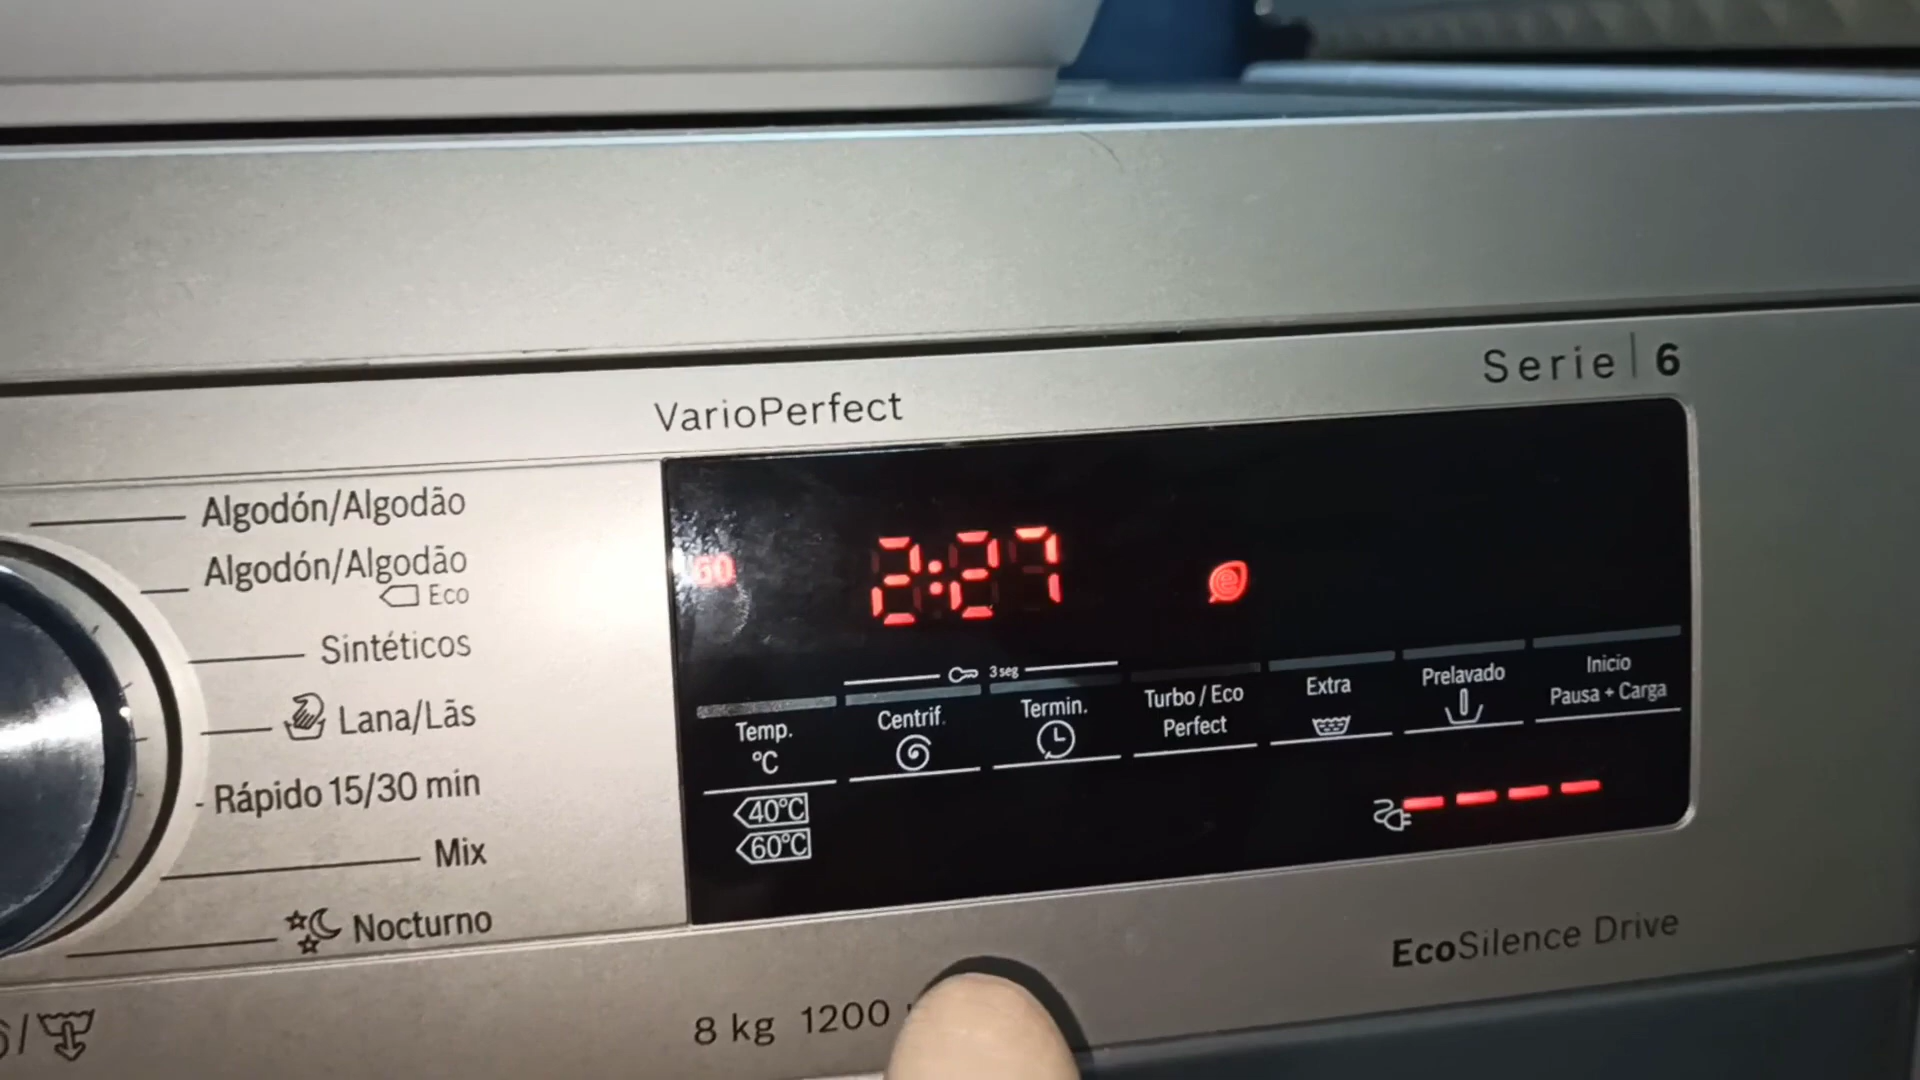 Serie | 6
VarioPerfect
Algodón/Algodão
Algodón/Algodão
Eco
Sintéticos
Lana/Lãs
Rápido 15/30 min
Mix
Nocturno
60
2:27
e
3 seg
Temp.
°C
Centrif.
Termin.
Turbo / Eco
Perfect
Extra
Prelavado
Inicio
Pausa + Carga
40°C
60°C
EcoSilence Drive
8 kg 1200